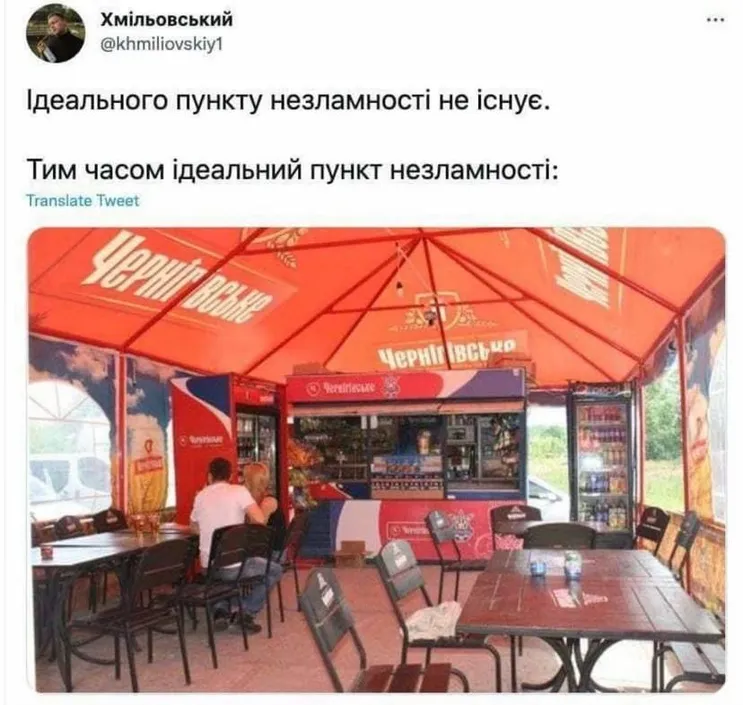 Хмільовський
@khmiliovskiy1
Ідеального пункту незламності не існує.
Тим часом ідеальний пункт незламності:
Translate Tweet
Чернігівське
Чернігівське
Чернігівське